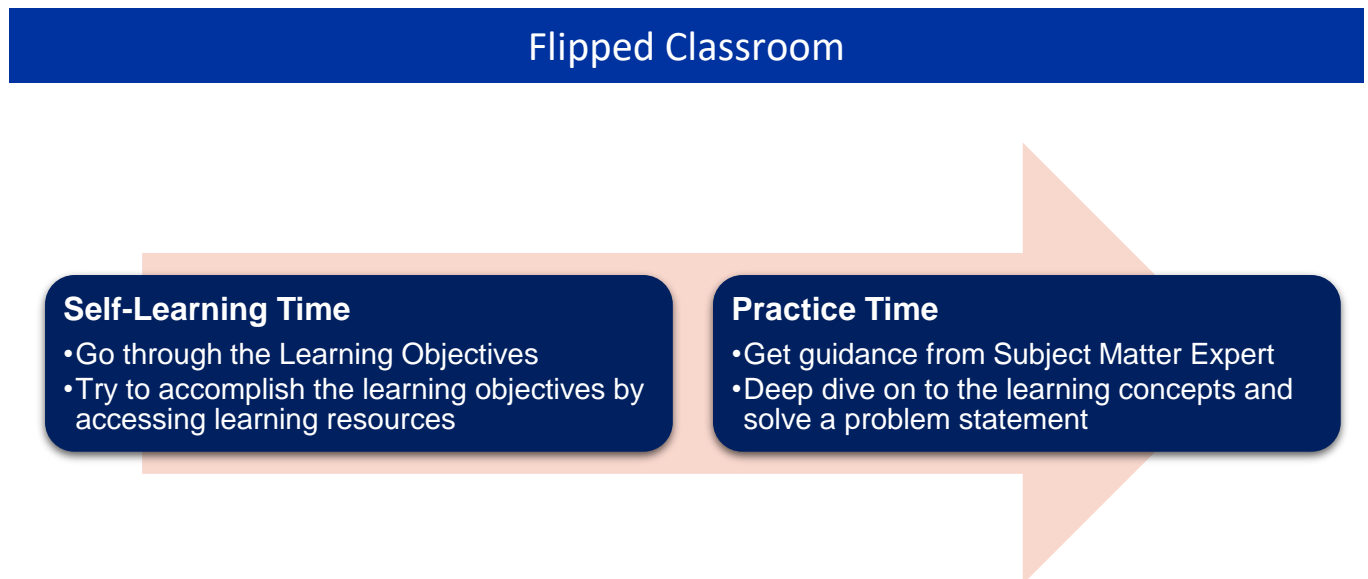 Flipped Classroom
Self-Learning Time
•Go through the Learning Objectives
•Try to accomplish the learning objectives by
accessing learning resources
Practice Time
•Get guidance from Subject Matter Expert
•Deep dive on to the learning concepts and
solve a problem statement